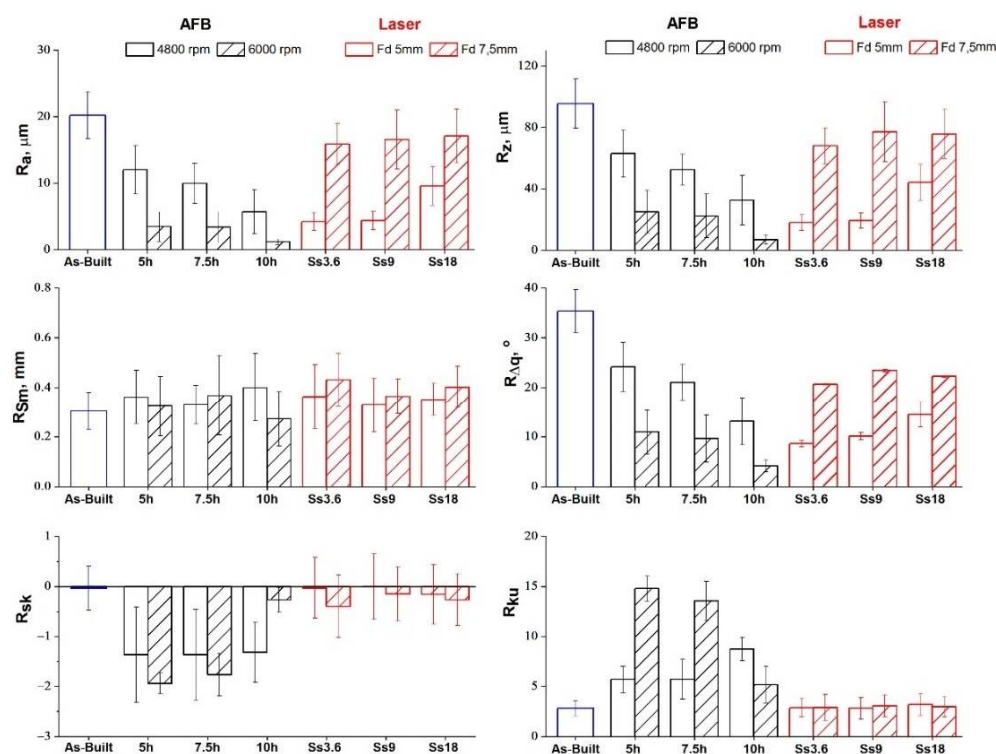 AFB Laser
4800 rpm 6000 rpm Fd 5mm Fd 7,5mm
30
20
10
0
Ra, µm
As-Built 5h 7.5h 10h Ss3.6 Ss9 Ss18
AFB Laser
4800 rpm 6000 rpm Fd 5mm Fd 7,5mm
120
80
40
0
Rz, µm
As-Built 5h 7.5h 10h Ss3.6 Ss9 Ss18
0.8
0.6
0.4
0.2
0.0
RSm, mm
As-Built 5h 7.5h 10h Ss3.6 Ss9 Ss18
40
30
20
10
0
RΔq, °
As-Built 5h 7.5h 10h Ss3.6 Ss9 Ss18
1
0
−1
−2
−3
Rsk
As-Built 5h 7.5h 10h Ss3.6 Ss9 Ss18
20
15
10
5
0
Rku
As-Built 5h 7.5h 10h Ss3.6 Ss9 Ss18